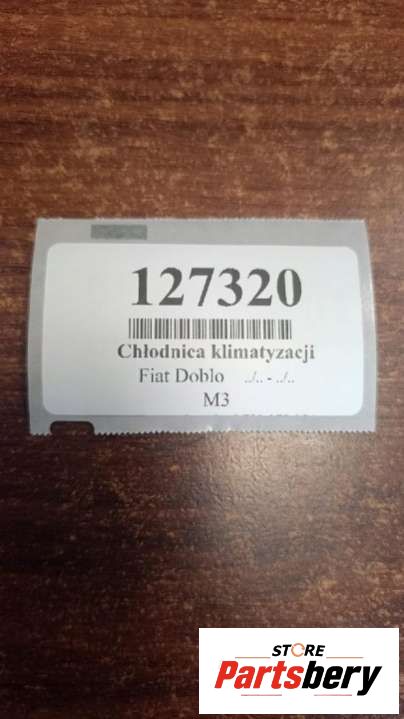 127320
Chłodnica klimatyzacji
Fiat Doblo ../.. - ../..
M3
STORE
Partsbery